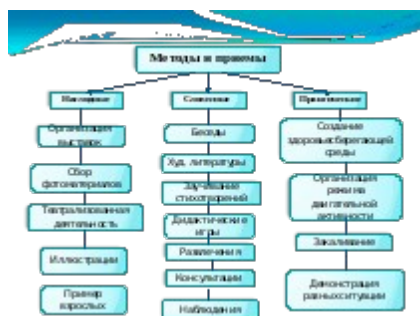 Методы и приемы
Наглядные
Словесные
Практические
Организация
выставок
Сбор
фотоматериалов
Театрализованная
деятельность
Иллюстрации
Пример
взрослых
Беседы
Худ. литературы
Заучивание
стихотворений
Дидактические
игры
Развлечения
Консультации
Наблюдения
Создание
здоровьесберегающей
среды
Организация
режима
двигательной
активности
Закаливание
Демонстрация
разных ситуации